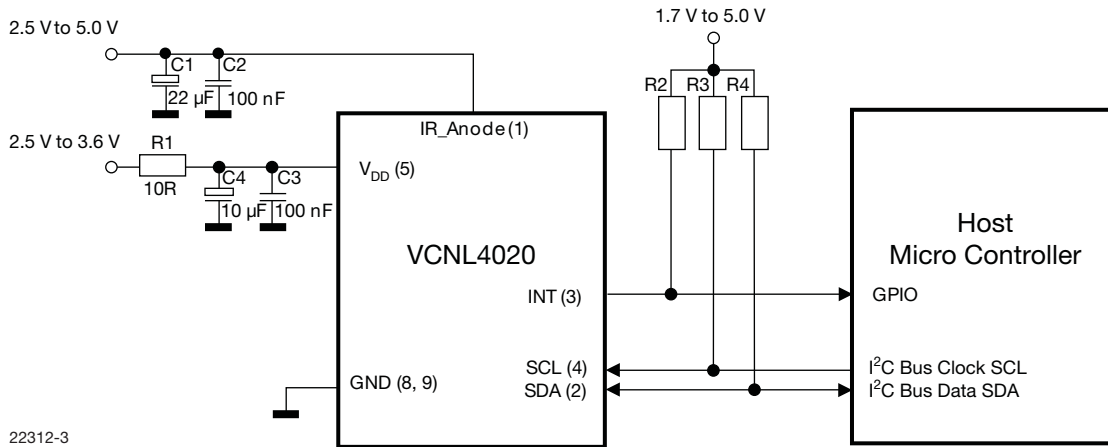 1.7 V to 5.0 V
2.5 V to 5.0 V
C1 C2
22 µF 100 nF
R2 R3 R4
IR_Anode (1)
2.5 V to 3.6 V
R1
10R
C4 C3
10 µF 100 nF
VDD (5)
VCNL4020
Host
Micro Controller
INT (3)
GPIO
SCL (4)
I²C Bus Clock SCL
GND (8, 9)
SDA (2)
I²C Bus Data SDA
22312-3